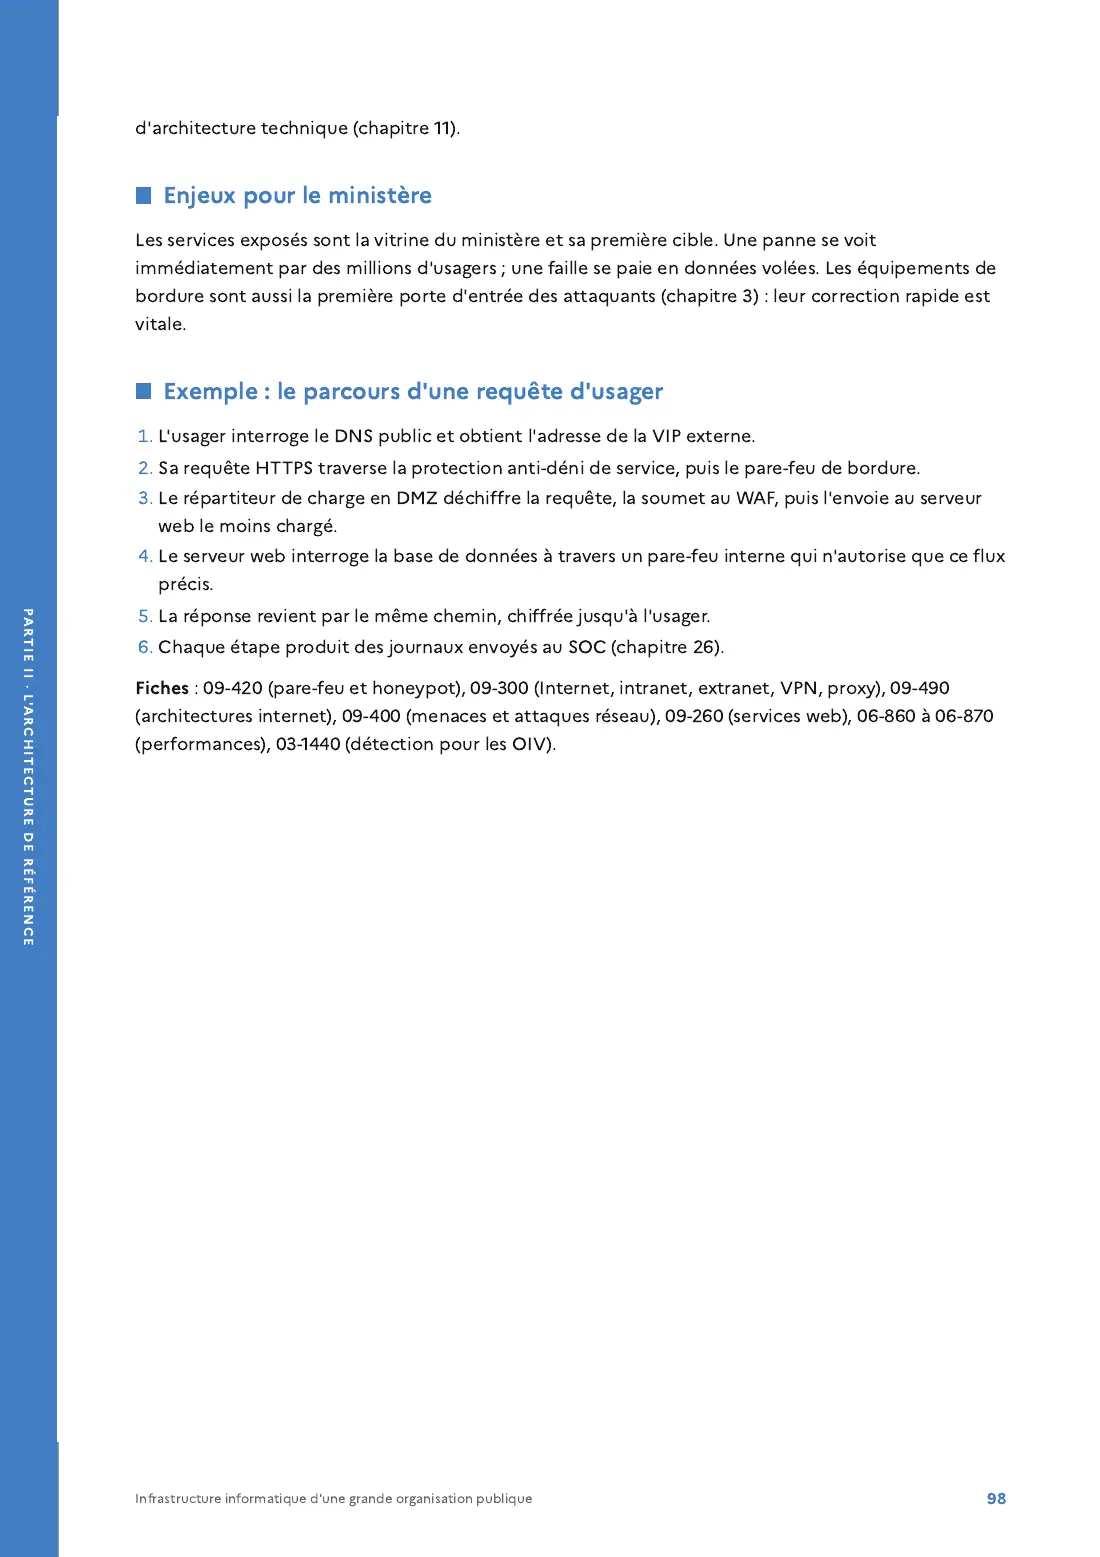 d'architecture technique (chapitre 11).
Enjeux pour le ministère
Les services exposés sont la vitrine du ministère et sa première cible. Une panne se voit
immédiatement par des millions d'usagers ; une faille se paie en données volées. Les équipements de
bordure sont aussi la première porte d'entrée des attaquants (chapitre 3) : leur correction rapide est
vitale.
Exemple : le parcours d'une requête d'usager
1. L'usager interroge le DNS public et obtient l'adresse de la VIP externe.
2. Sa requête HTTPS traverse la protection anti-déni de service, puis le pare-feu de bordure.
3. Le répartiteur de charge en DMZ déchiffre la requête, la soumet au WAF, puis l'envoie au serveur
web le moins chargé.
4. Le serveur web interroge la base de données à travers un pare-feu interne qui n'autorise que ce flux
précis.
5. La réponse revient par le même chemin, chiffrée jusqu'à l'usager.
6. Chaque étape produit des journaux envoyés au SOC (chapitre 26).
Fiches : 09-420 (pare-feu et honeypot), 09-300 (Internet, intranet, extranet, VPN, proxy), 09-490
(architectures internet), 09-400 (menaces et attaques réseau), 09-260 (services web), 06-860 à 06-870
(performances), 03-1440 (détection pour les OIV).
PARTIE II · L'ARCHITECTURE DE RÉFÉRENCE
Infrastructure informatique d'une grande organisation publique
98